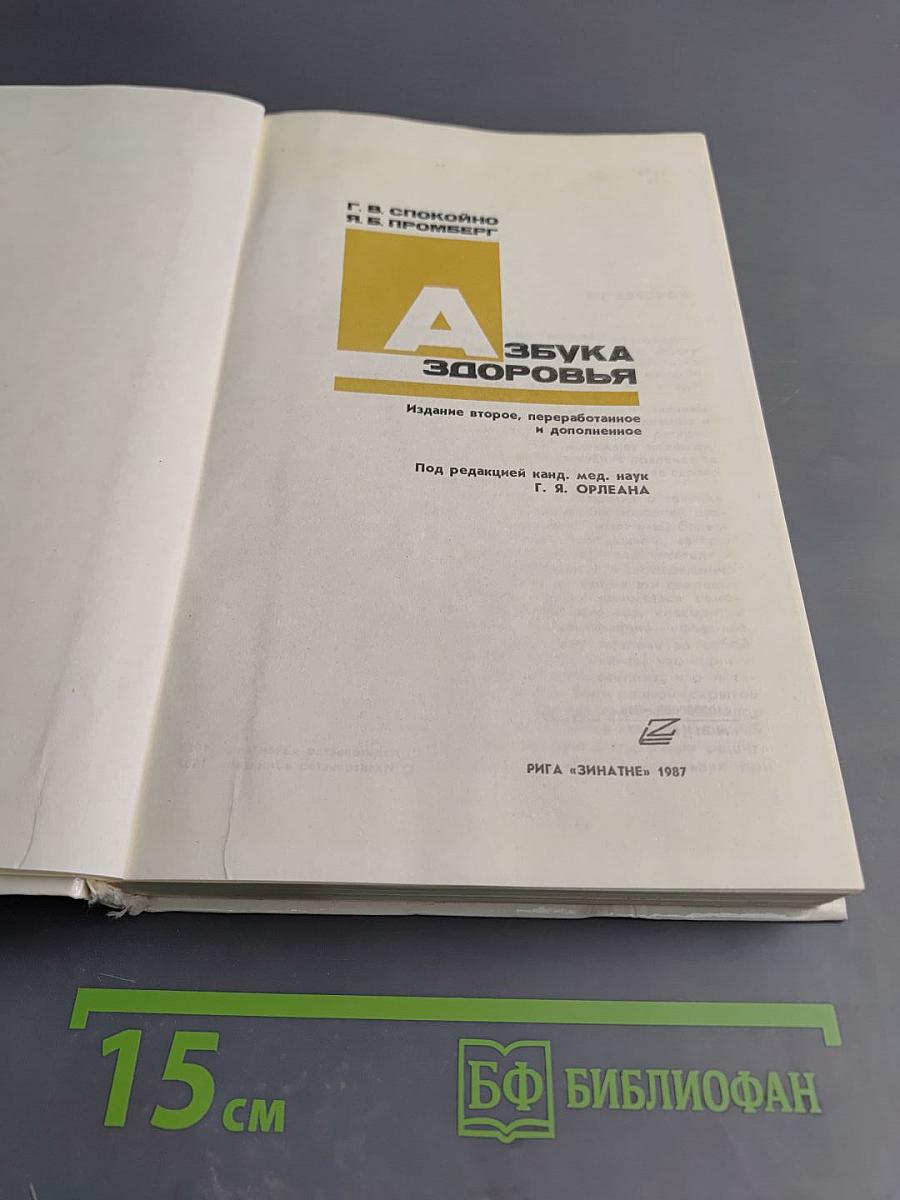 Г. В. СПОКОЙНО
Я. Б. ПРОМБЕРГ
АЗБУКА
ЗДОРОВЬЯ
Издание второе, переработанное
и дополненное
Под редакцией канд. мед. наук
Г. Я. ОРЛЕАНА
Z
РИГА «ЗИНАТНЕ» 1987
15 см
БФ БИБЛИОФАН